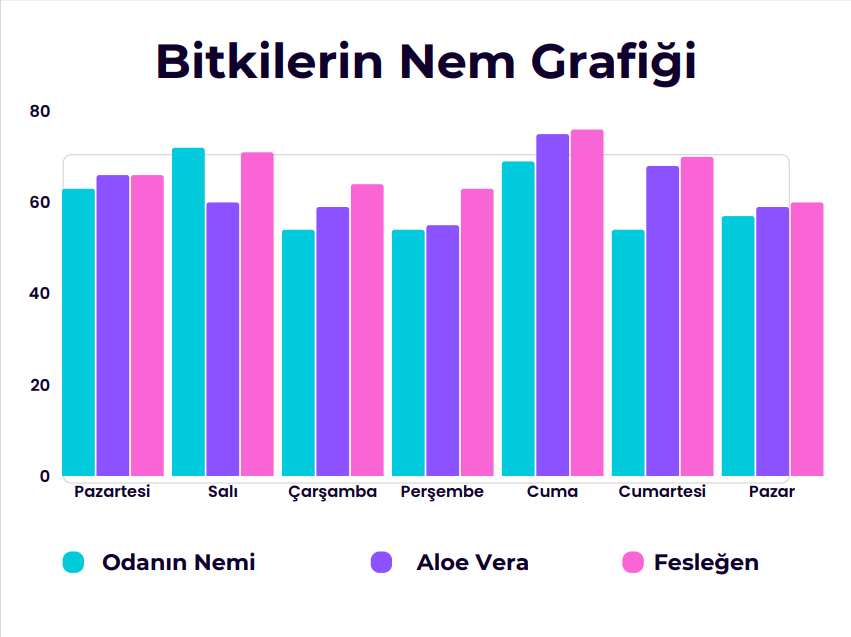 Bitkilerin Nem Grafiği
80
60
40
20
0
Pazartesi Salı Çarşamba Perşembe Cuma Cumartesi Pazar
Odanın Nemi Aloe Vera Fesleğen